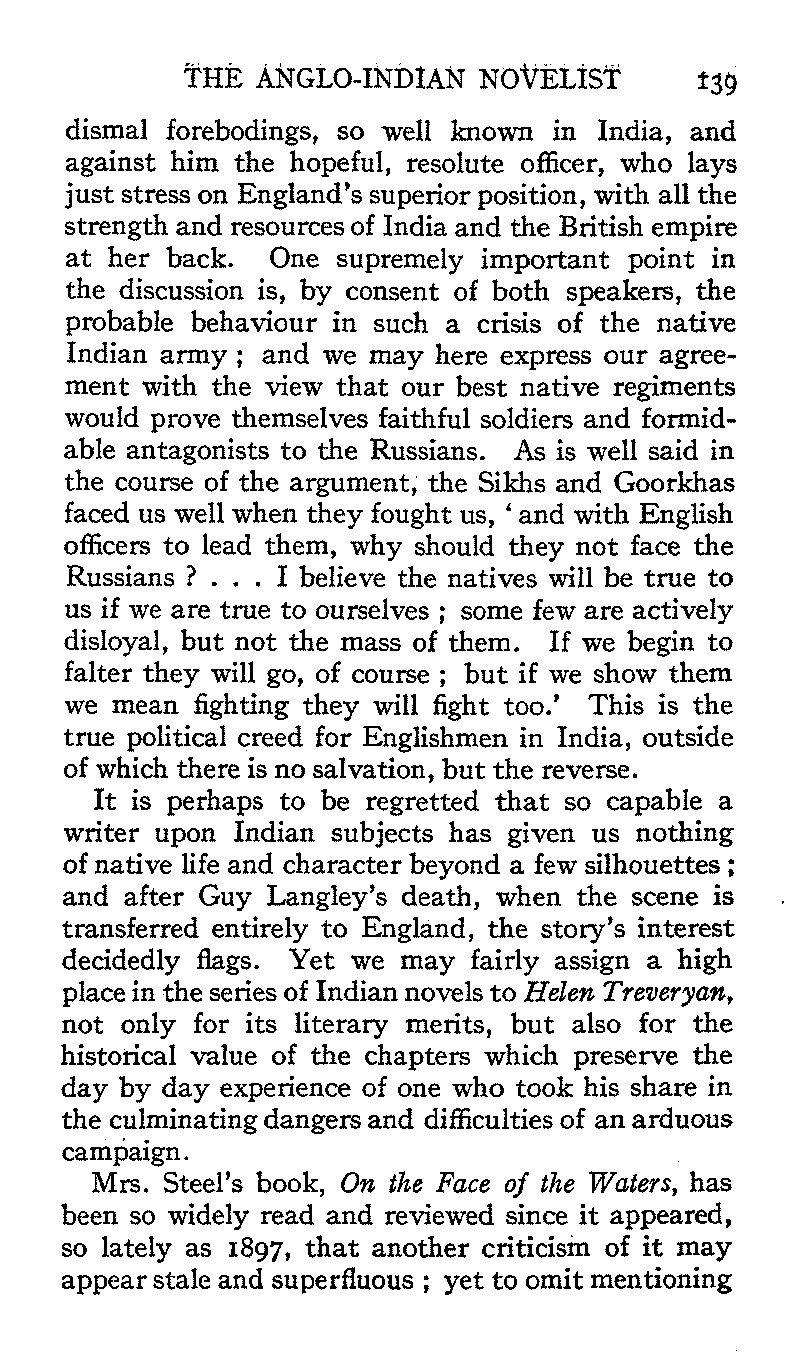 THE ANGLO-INDIAN NOVELIST 139
dismal forebodings, so well known in India, and
against him the hopeful, resolute officer, who lays
just stress on England's superior position, with all the
strength and resources of India and the British empire
at her back. One supremely important point in
the discussion is, by consent of both speakers, the
probable behaviour in such a crisis of the native
Indian army ; and we may here express our agree-
ment with the view that our best native regiments
would prove themselves faithful soldiers and formid-
able antagonists to the Russians. As is well said in
the course of the argument, the Sikhs and Goorkhas
faced us well when they fought us, ‘ and with English
officers to lead them, why should they not face the
Russians ? . . . I believe the natives will be true to
us if we are true to ourselves ; some few are actively
disloyal, but not the mass of them. If we begin to
falter they will go, of course ; but if we show them
we mean fighting they will fight too.’ This is the
true political creed for Englishmen in India, outside
of which there is no salvation, but the reverse.
It is perhaps to be regretted that so capable a
writer upon Indian subjects has given us nothing
of native life and character beyond a few silhouettes ;
and after Guy Langley's death, when the scene is
transferred entirely to England, the story's interest
decidedly flags. Yet we may fairly assign a high
place in the series of Indian novels to Helen Treveryan,
not only for its literary merits, but also for the
historical value of the chapters which preserve the
day by day experience of one who took his share in
the culminating dangers and difficulties of an arduous
campaign.
Mrs. Steel's book, On the Face of the Waters, has
been so widely read and reviewed since it appeared,
so lately as 1897, that another criticism of it may
appear stale and superfluous ; yet to omit mentioning